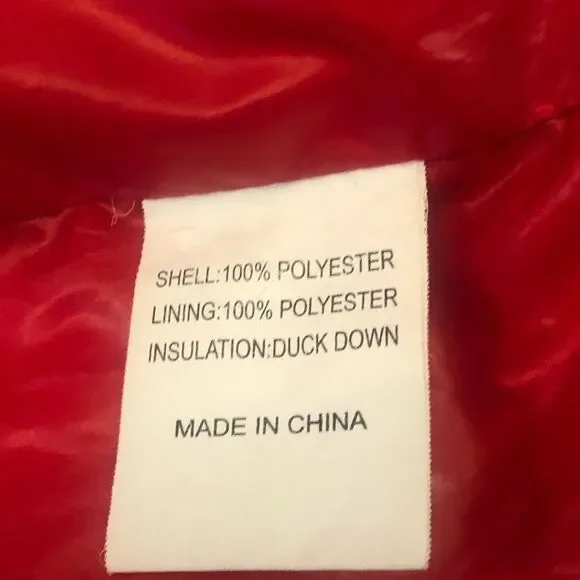 SHELL:100% POLYESTER
LINING:100% POLYESTER
INSULATION:DUCK DOWN
MADE IN CHINA